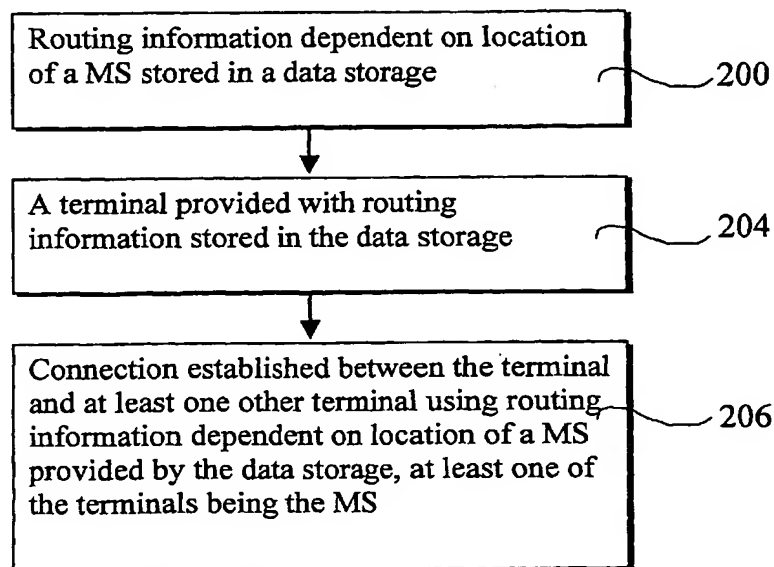 Routing information dependent on location
of a MS stored in a data storage
200
A terminal provided with routing
information stored in the data storage
204
Connection established between the terminal
and at least one other terminal using routing
information dependent on location of a MS
provided by the data storage, at least one of
the terminals being the MS
206